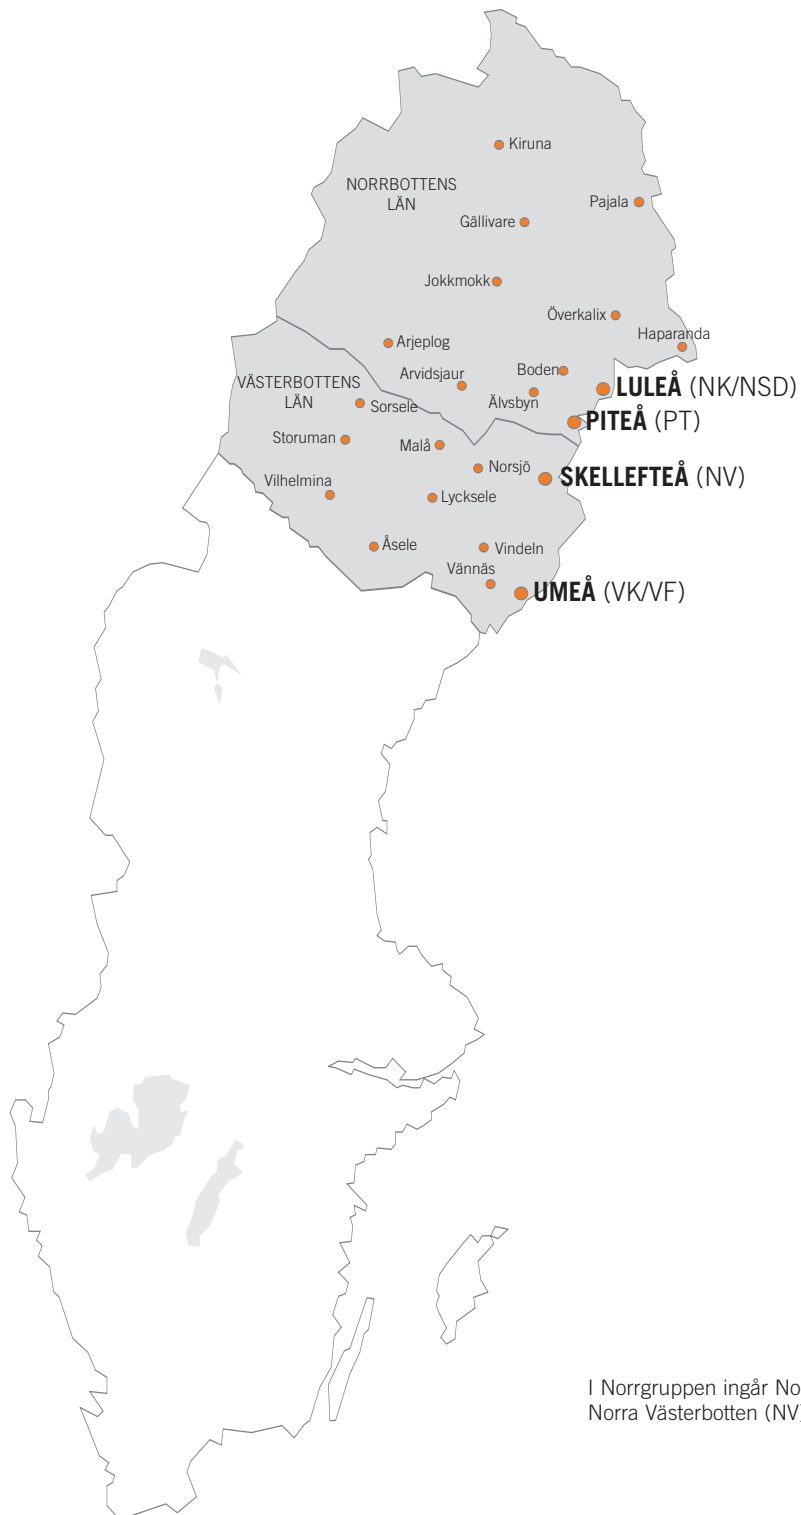 Kiruna
NORRBOTTENS
LÄN
Pajala
Gällivare
Jokkmokk
Överkalix
Haparanda
Arjeplog
Boden
Arvidsjaur
VÄSTERBOTTENS
LÄN
LULEÅ (NK/NSD)
Älvsbyn
Sorsele
PITEÅ (PT)
Storuman
Malå
Norsjö
SKELLEFTEÅ (NV)
Vilhelmina
Lycksele
Åsele
Vindeln
Vännäs
UMEÅ (VK/VF)
I Norrgruppen ingår
Norra Västerbotten (NV)